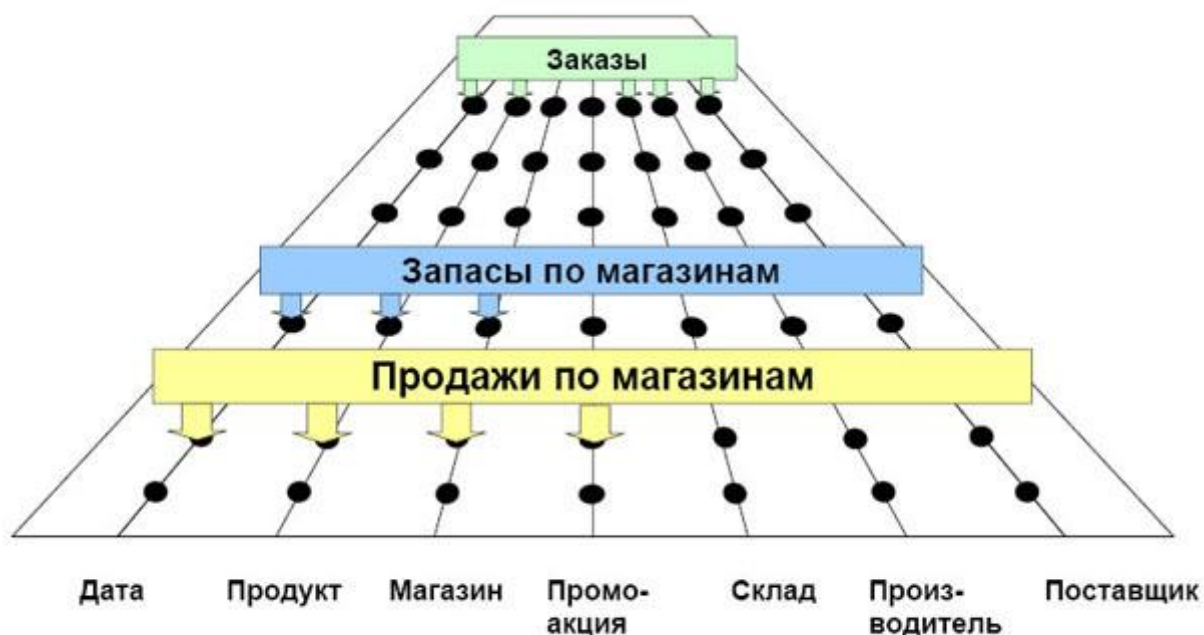 Заказы
Запасы по магазинам
Продажи по магазинам
Дата Продукт Магазин Промо- Склад Произ- Поставщик
акция водитель